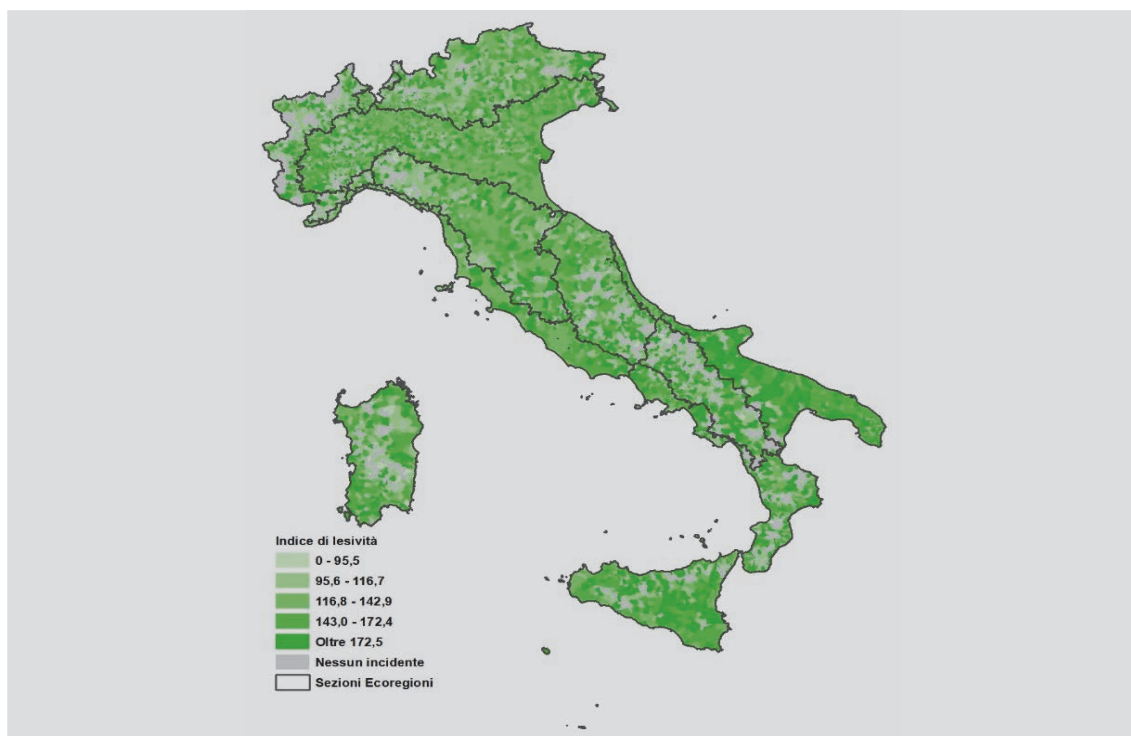 Indice di lesività
0 - 95,5
95,6 - 116,7
116,8 - 142,9
143,0 - 172,4
Oltre 172,5
Nessun incidente
Sezioni Ecoregioni